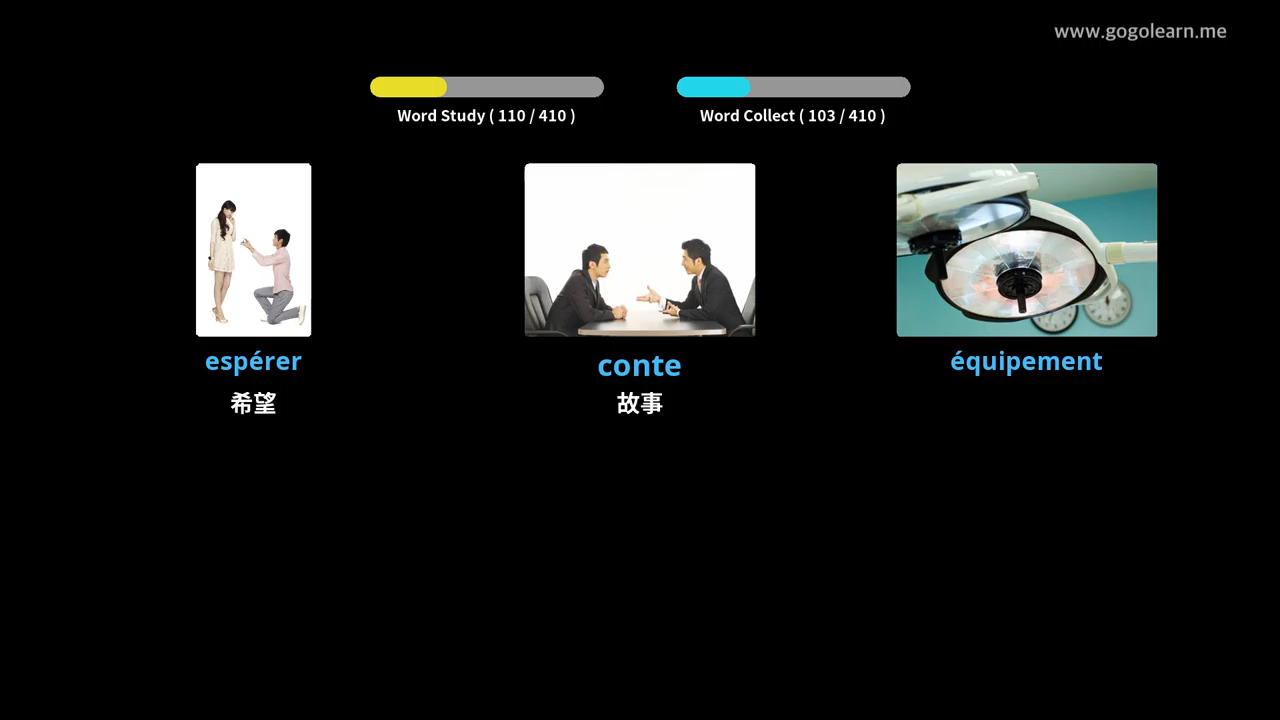 www.gogolearn.me
Word Study ( 110 / 410 )
Word Collect ( 103 / 410 )
espérer
希望
conte
故事
équipement